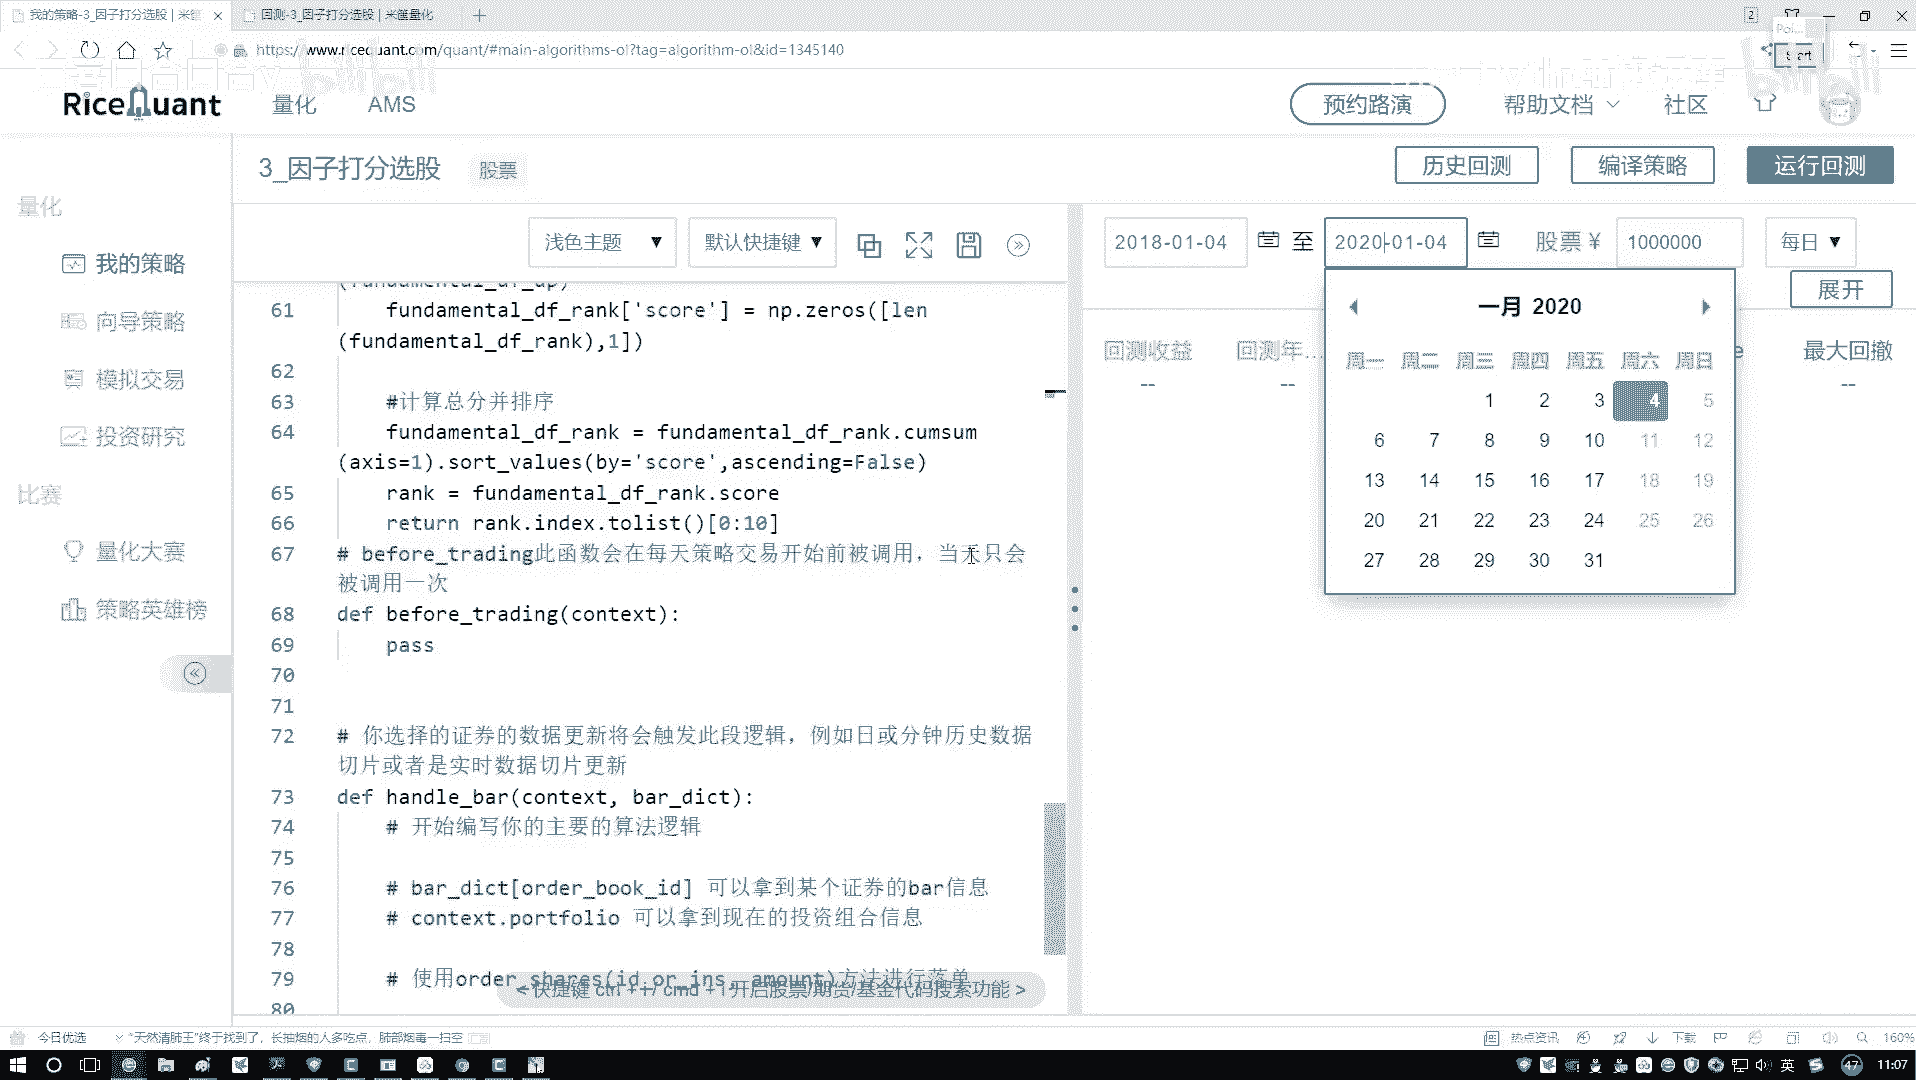 我的策略-3_因子打分选股 | 米筐
回测-3_因子打分选股 | 米筐量化
2
https://www.ricequant.com/quant/#main-algorithms-ol?tag=algorithm-ol&id=1345140
RiceQuant
量化
AMS
预约路演
帮助文档
社区
3_因子打分选股
股票
历史回测
编译策略
运行回测
量化
我的策略
向导策略
模拟交易
投资研究
比赛
量化大赛
策略英雄榜
浅色主题 ▼
默认快捷键 ▼
2018-01-04
至
2020-01-04
股票 ¥
1000000
每日 ▼
展开
回测收益
回测年...
最大回撤
--
--
--
一月 2020
周一 周二 周三 周四 周五 周六 周日
1 2 3 4 5
6 7 8 9 10 11 12
13 14 15 16 17 18 19
20 21 22 23 24 25 26
27 28 29 30 31
61 fundamental_df_rank['score'] = np.zeros([len
(fundamental_df_rank),1])
62
63 #计算总分并排序
64 fundamental_df_rank = fundamental_df_rank.cumsum
(axis=1).sort_values(by='score',ascending=False)
65 rank = fundamental_df_rank.score
66 return rank.index.tolist()[0:10]
67 # before_trading此函数会在每天策略交易开始前被调用，当天只会
被调用一次
68 def before_trading(context):
69 pass
70
71
72 # 你选择的证券的数据更新将会触发此段逻辑，例如日或分钟历史数据
切片或者是实时数据切片更新
73 def handle_bar(context, bar_dict):
74 # 开始编写你的主要的算法逻辑
75
76 # bar_dict[order_book_id] 可以拿到某个证券的bar信息
77 # context.portfolio 可以拿到现在的投资组合信息
78
79 # 使用order_shares(id_or_ins, amount)方法进行落单
80
今日优选
“天然清肺王”终于找到了，长抽烟的人多吃点，肺部烟毒一扫空
热点资讯
下载
160%
英
47
11:07